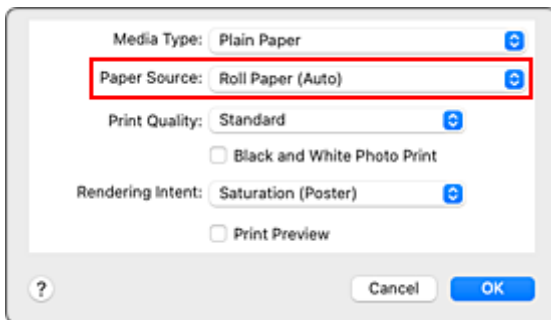 Media Type: Plain Paper
Paper Source: Roll Paper (Auto)
Print Quality: Standard
Black and White Photo Print
Rendering Intent: Saturation (Poster)
Print Preview
? Cancel OK